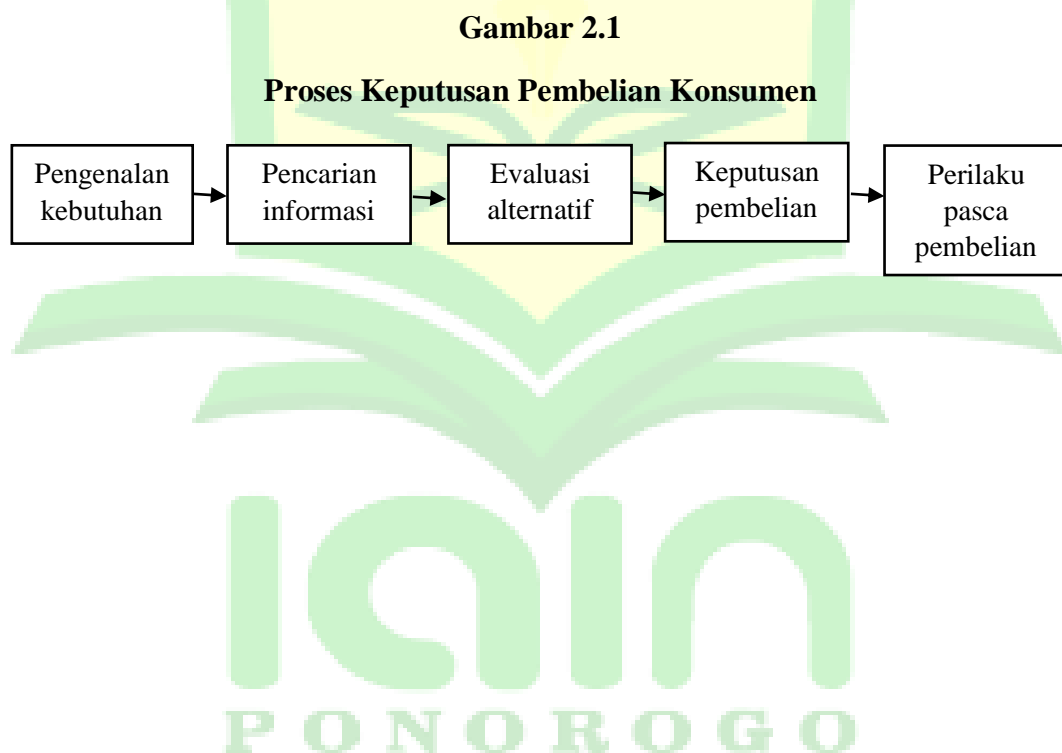 Gambar 2.1
Proses Keputusan Pembelian Konsumen
Pengenalan
kebutuhan
Pencarian
informasi
Evaluasi
alternatif
Keputusan
pembelian
Perilaku
pasca
pembelian
iain
PONOROGO